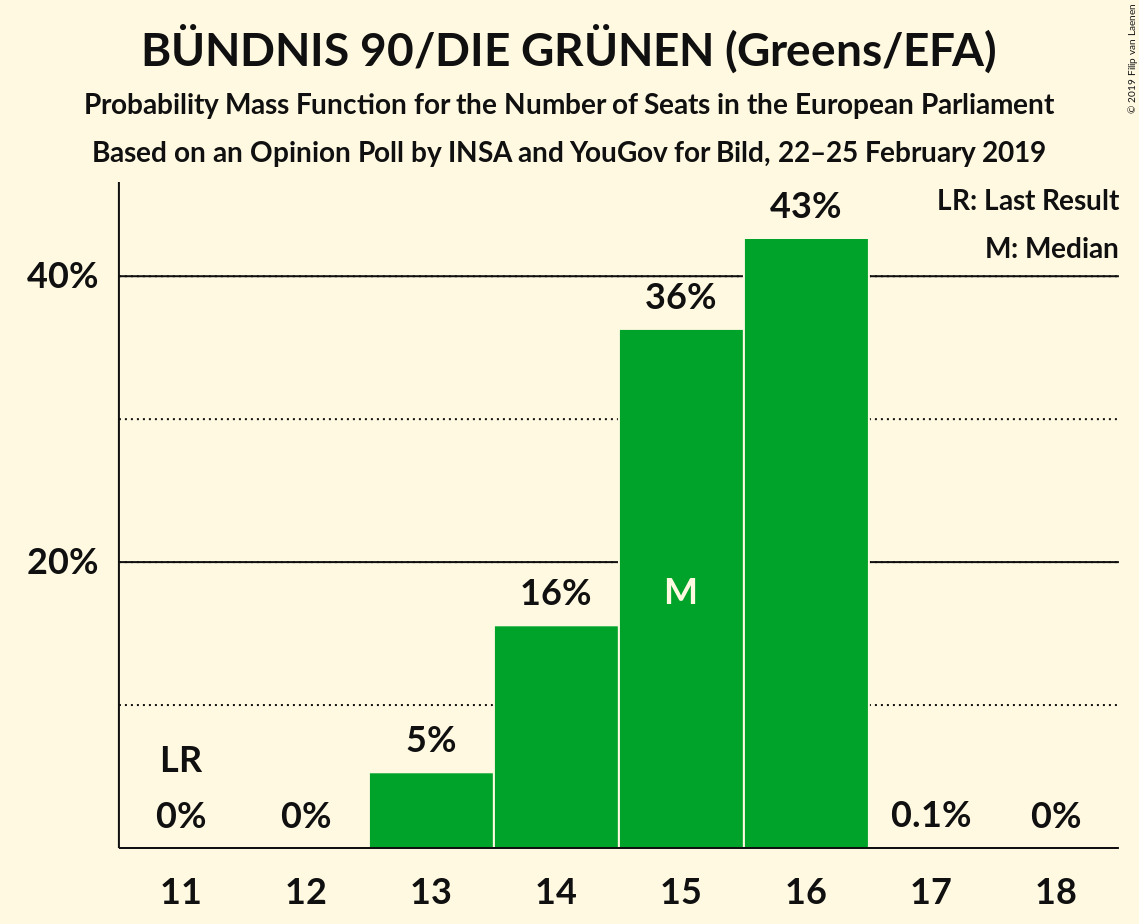 BÜNDNIS 90/DIE GRÜNEN (Greens/EFA)
Probability Mass Function for the Number of Seats in the European Parliament
Based on an Opinion Poll by INSA and YouGov for Bild, 22–25 February 2019
© 2019 Filip van Laenen
LR: Last Result
M: Median
43%
40%
36%
20%
16%
M
5%
LR
0%
0%
0.1%
0%
11
12
13
14
15
16
17
18